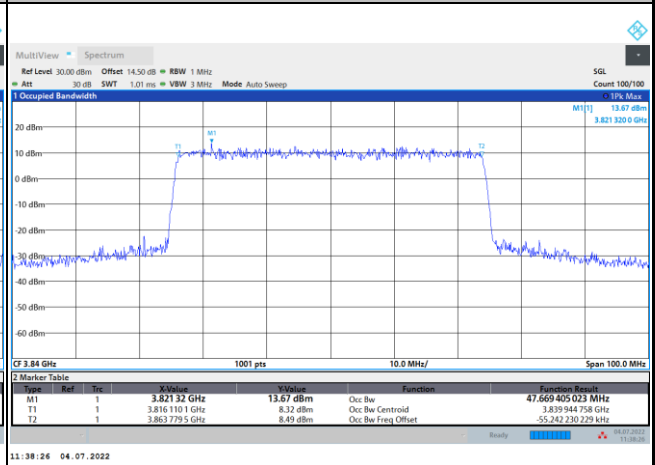 MultiView Spectrum
Ref Level 30.00 dBm Offset 14.50 dB RBW 1 MHz SGL
Att 30 dB SWT 1.01 ms VBW 3 MHz Mode Auto Sweep Count 100/100
1 Occupied Bandwidth 1Pk Max
M1[1] 13.67 dBm
3.821 320 0 GHz
20 dBm
M1
T1 T2
10 dBm
0 dBm
-10 dBm
-20 dBm
-30 dBm
-40 dBm
-50 dBm
-60 dBm
CF 3.84 GHz 1001 pts 10.0 MHz/ Span 100.0 MHz
2 Marker Table
Type Ref Trc X-Value Y-Value Function Function Result
M1 1 3.821 32 GHz 13.67 dBm Occ Bw 47.669 405 023 MHz
T1 1 3.816 110 1 GHz 8.32 dBm Occ Bw Centroid 3.839 944 758 GHz
T2 1 3.863 779 5 GHz 8.49 dBm Occ Bw Freq Offset -55.242 230 229 kHz
Ready 04.07.2022
11:38:26
11:38:26 04.07.2022